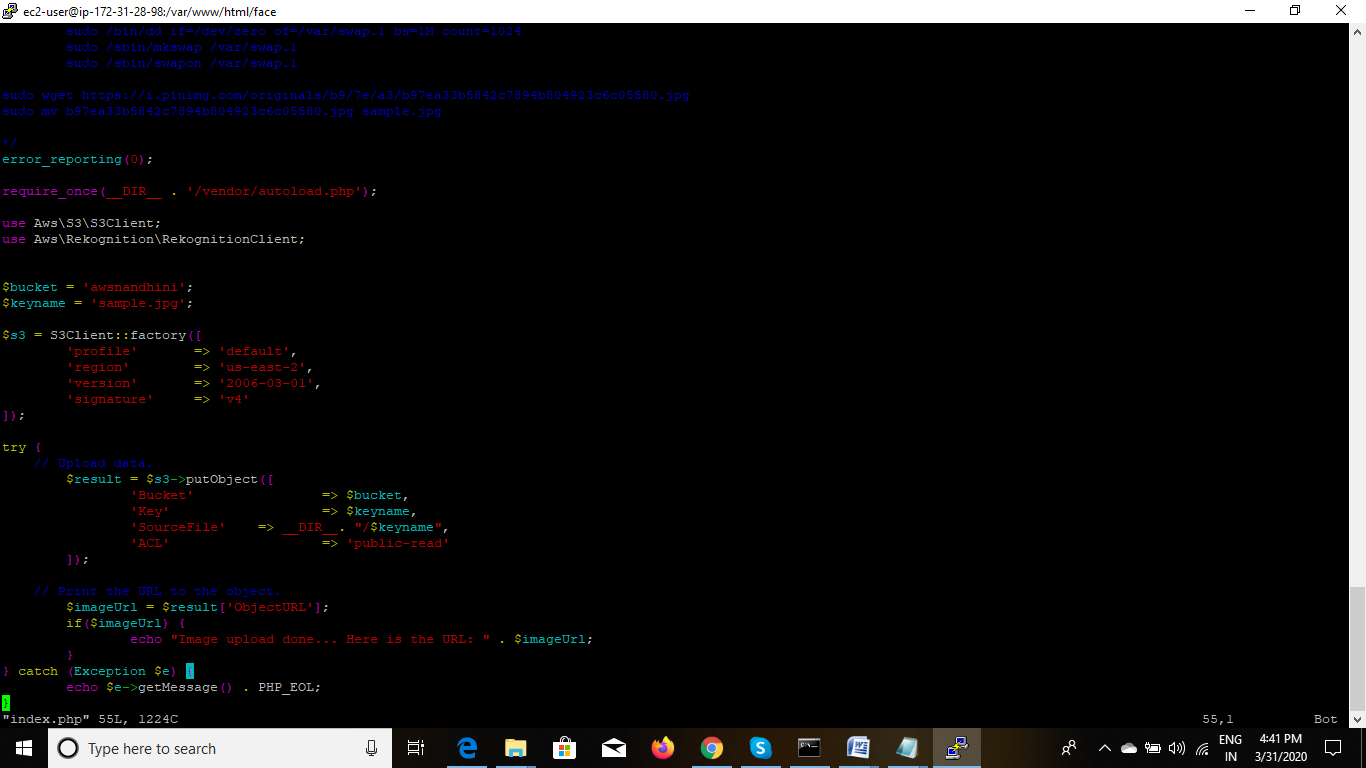 ec2-user@ip-172-31-28-98:/var/www/html/face
sudo /bin/dd if=/dev/zero of=/var/swap.1 bs=1M count=1024
sudo /sbin/mkswap /var/swap.1
sudo /sbin/swapon /var/swap.1
sudo wget https://i.pinimg.com/originals/b9/7e/a3/b97ea33b5842c7894b804923c6c05580.jpg
sudo mv b97ea33b5842c7894b804923c6c05580.jpg sample.jpg
*/
error_reporting(0);
require_once(__DIR__ . '/vendor/autoload.php');
use Aws\S3\S3Client;
use Aws\Rekognition\RekognitionClient;
$bucket = 'awsnandhini';
$keyname = 'sample.jpg';
$s3 = S3Client::factory([
'profile' => 'default',
'region' => 'us-east-2',
'version' => '2006-03-01',
'signature' => 'v4'
]);
try {
// Upload data.
$result = $s3->putObject([
'Bucket' => $bucket,
'Key' => $keyname,
'SourceFile' => __DIR__. "/$keyname",
'ACL' => 'public-read'
]);
// Print the URL to the object.
$imageUrl = $result['ObjectURL'];
if($imageUrl) {
echo "Image upload done... Here is the URL: " . $imageUrl;
}
} catch (Exception $e) {
echo $e->getMessage() . PHP_EOL;
}
"index.php" 55L, 1224C 55,1 Bot
Type here to search
ENG
IN
4:41 PM
3/31/2020